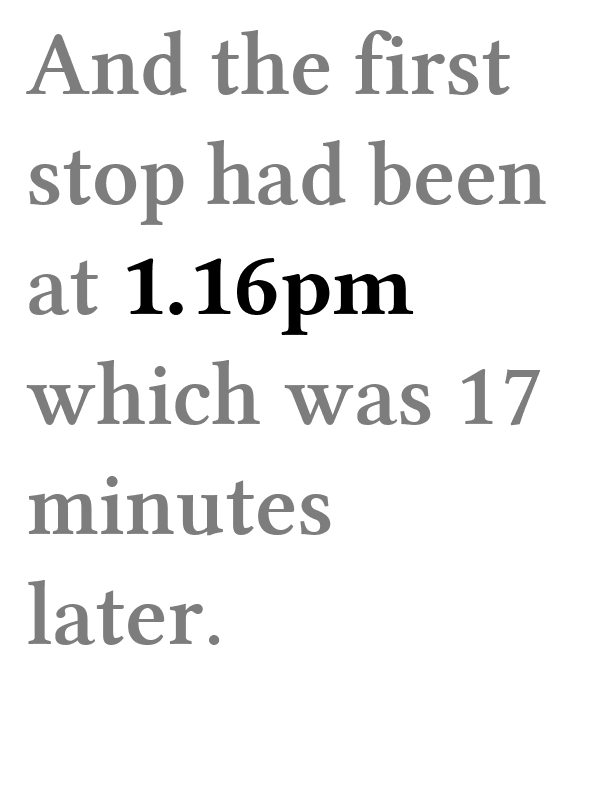 And the first
stop had been
at 1.16pm
which was 17
minutes
later.